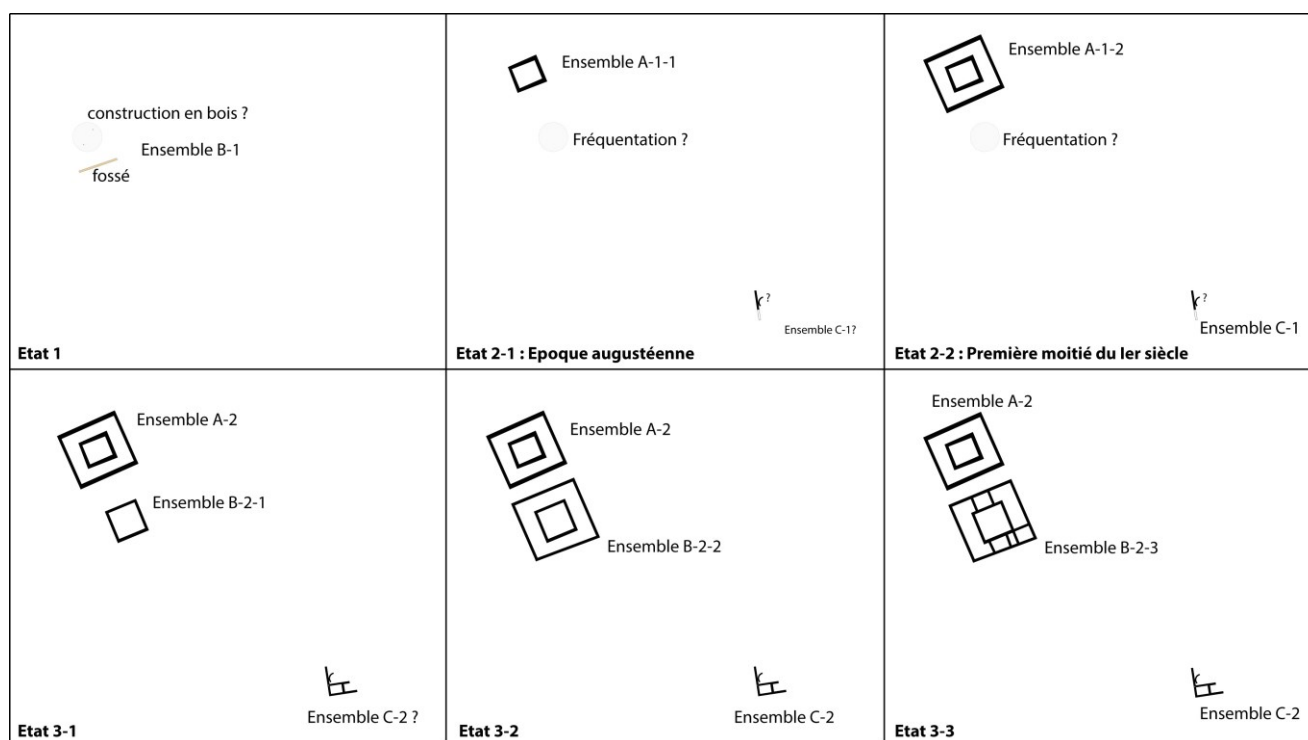 construction en bois ?
Ensemble B-1
fossé
Etat 1
Ensemble A-1-1
Fréquentation ?
?
Ensemble C-1?
Etat 2-1 : Epoque augustéenne
Ensemble A-1-2
Fréquentation ?
?
Ensemble C-1
Etat 2-2 : Première moitié du Ier siècle
Ensemble A-2
Ensemble B-2-1
Ensemble C-2 ?
Etat 3-1
Ensemble A-2
Ensemble B-2-2
Ensemble C-2
Etat 3-2
Ensemble A-2
Ensemble B-2-3
Ensemble C-2
Etat 3-3